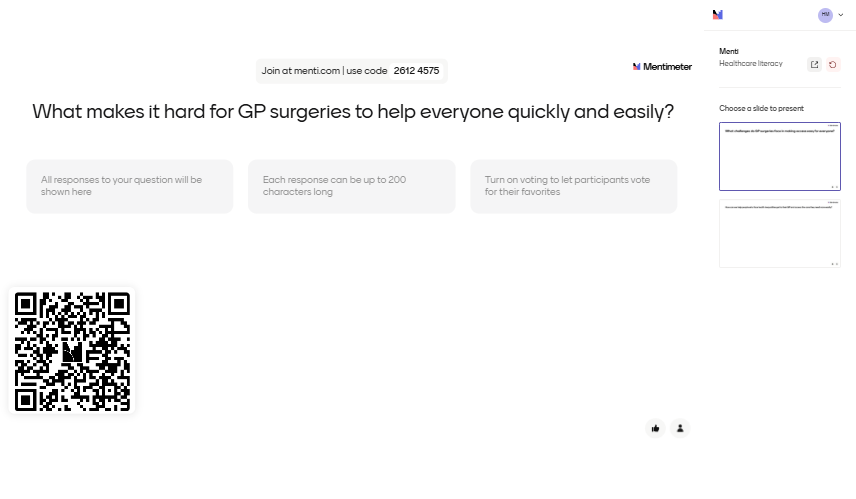 HM
Join at menti.com | use code 2612 4575
Mentimeter
Menti
Healthcare literacy
What makes it hard for GP surgeries to help everyone quickly and easily?
Choose a slide to present
What challenges do GP surgeries face in making access easy for everyone?
All responses to your question will be
shown here
Each response can be up to 200
characters long
Turn on voting to let participants vote
for their favorites